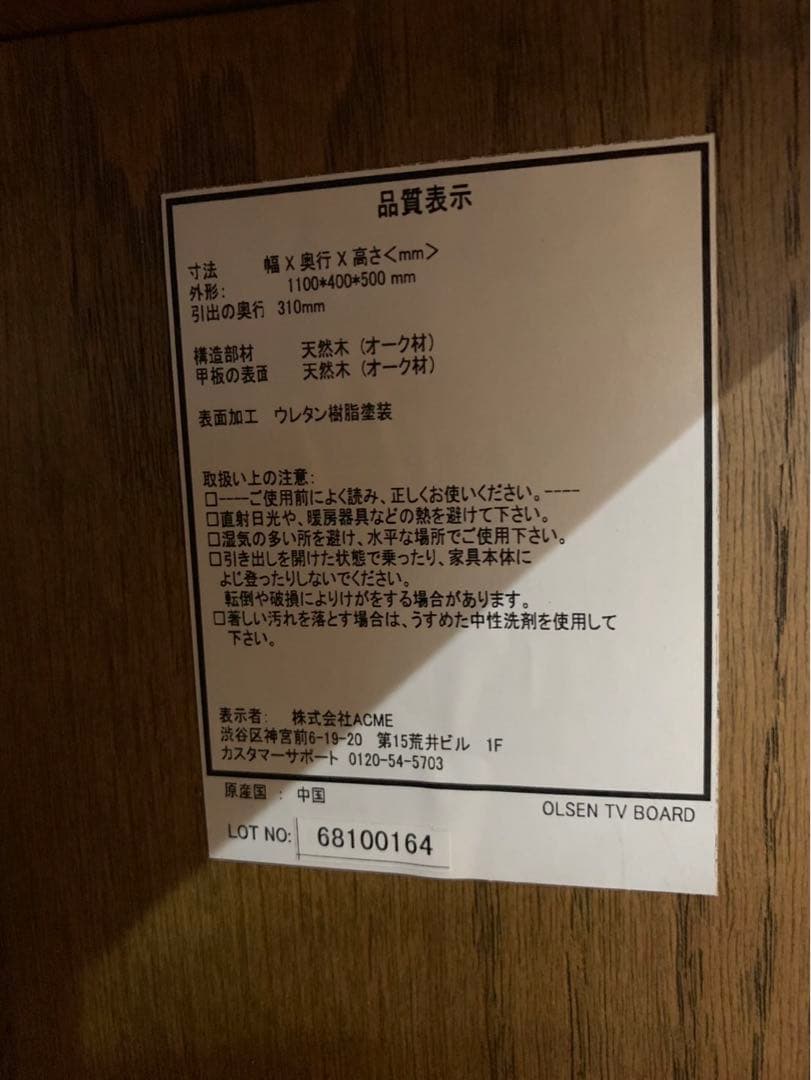 品質表示
寸法 幅 X 奥行 X 高さ<mm>
外形: 1100*400*500 mm
引出の奥行 310mm
構造部材 天然木 (オーク材)
甲板の表面 天然木 (オーク材)
表面加工 ウレタン樹脂塗装
取扱い上の注意:
□----ご使用前によく読み、正しくお使いください。----
□直射日光や、暖房器具などの熱を避けて下さい。
□湿気の多い所を避け、水平な場所でご使用下さい。
□引き出しを開けた状態で乗ったり、家具本体に
よじ登ったりしないでください。
転倒や破損によりけがをする場合があります。
□著しい汚れを落とす場合は、うすめた中性洗剤を使用して
下さい。
表示者: 株式会社ACME
渋谷区神宮前6-19-20 第15荒井ビル 1F
カスタマーサポート 0120-54-5703
原産国 : 中国
OLSEN TV BOARD
LOT NO: 68100164